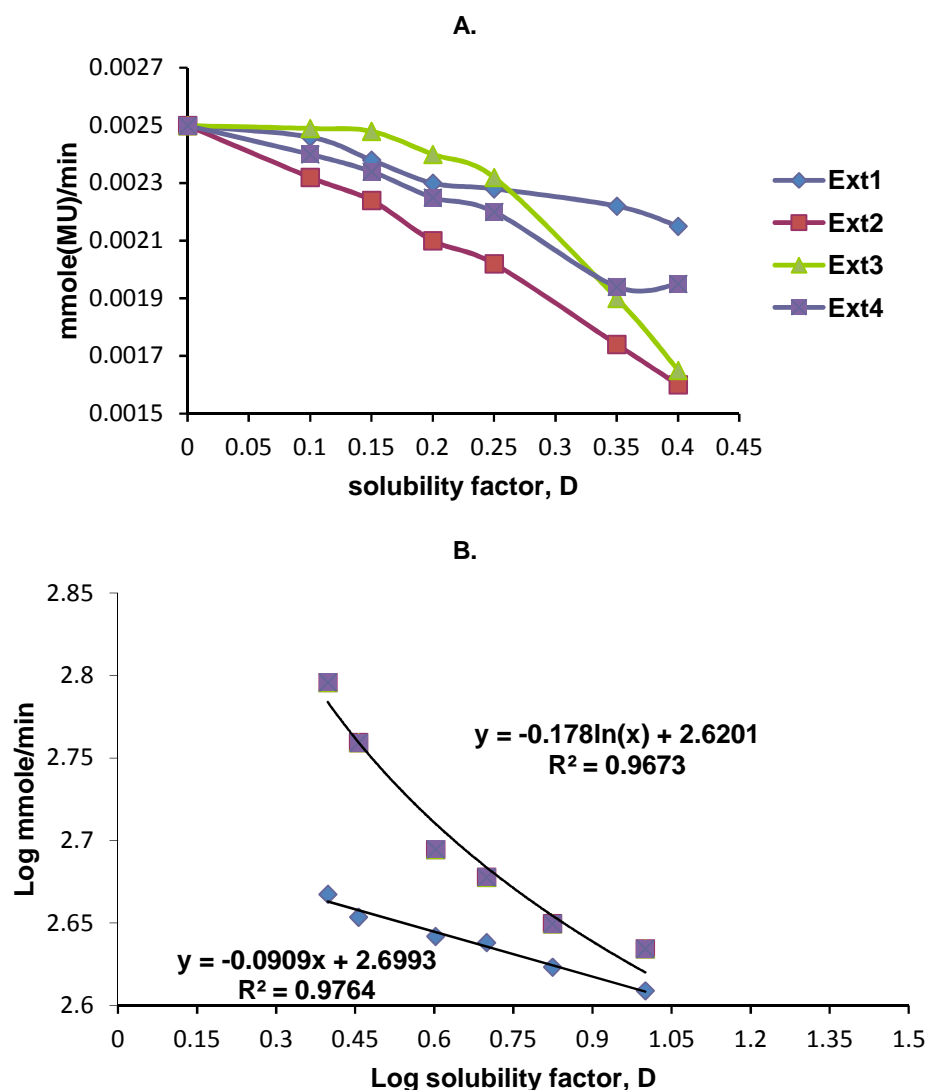 A.
0.0027
0.0025
0.0023
0.0021
0.0019
0.0017
0.0015
mmole(MU)/min
0 0.05 0.1 0.15 0.2 0.25 0.3 0.35 0.4 0.45
solubility factor, D
Ext1
Ext2
Ext3
Ext4
B.
2.85
2.8
2.75
2.7
2.65
2.6
Log mmole/min
y = -0.178ln(x) + 2.6201
R² = 0.9673
y = -0.0909x + 2.6993
R² = 0.9764
0 0.15 0.3 0.45 0.6 0.75 0.9 1.05 1.2 1.35 1.5
Log solubility factor, D